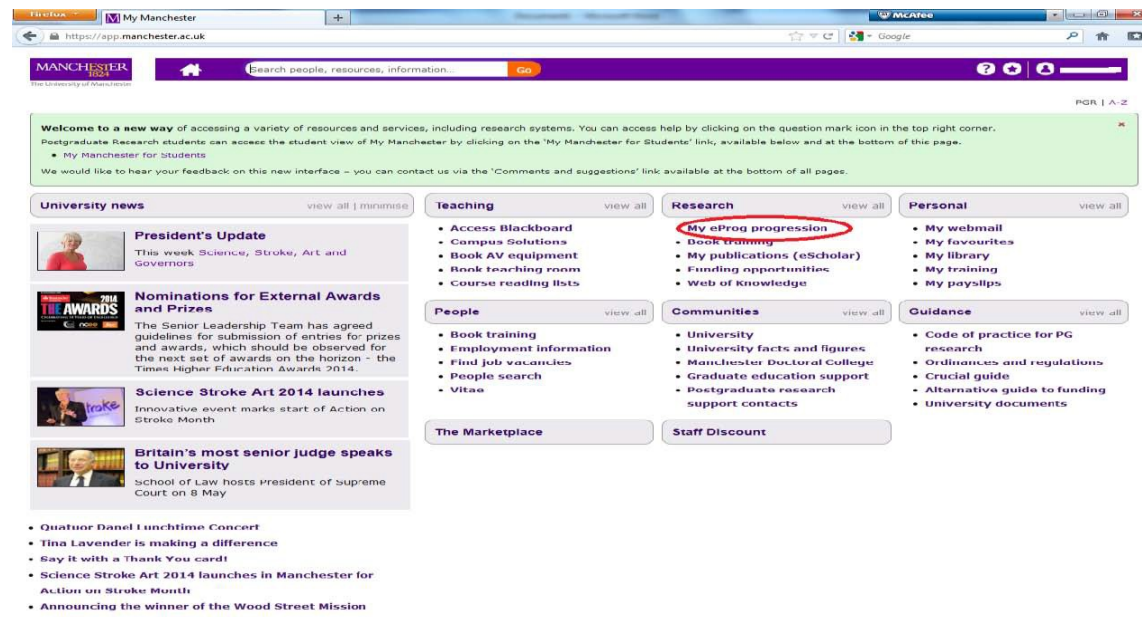 Firefox
My Manchester
+
McAfee
https://app.manchester.ac.uk
Google
MANCHESTER
1824
The University of Manchester
Search people, resources, information...
Go
PGR | A-Z
Welcome to a new way of accessing a variety of resources and services, including research systems. You can access help by clicking on the question mark icon in the top right corner.
Postgraduate Research students can access the student view of My Manchester by clicking on the 'My Manchester for Students' link, available below and at the bottom of this page.
• My Manchester for Students
We would like to hear your feedback on this new interface – you can contact us via the 'Comments and suggestions' link available at the bottom of all pages.
University news
view all | minimise
President's Update
This week Science, Stroke, Art and
Governors
2014
THE AWARDS
Nominations for External Awards
and Prizes
The Senior Leadership Team has agreed
guidelines for submission of entries for prizes
and awards, which should be observed for
the next set of awards on the horizon - the
Times Higher Education Awards 2014.
Science Stroke Art 2014 launches
Innovative event marks start of Action on
Stroke Month
Britain's most senior judge speaks
to University
School of Law hosts President of Supreme
Court on 8 May
• Quatuor Danel Lunchtime Concert
• Tina Lavender is making a difference
• Say it with a Thank You card!
• Science Stroke Art 2014 launches in Manchester for
Action on Stroke Month
• Announcing the winner of the Wood Street Mission
Teaching
view all
• Access Blackboard
• Campus Solutions
• Book AV equipment
• Book teaching room
• Course reading lists
Research
view all
• My eProg progression
• Book training
• My publications (eScholar)
• Funding opportunities
• Web of Knowledge
Personal
view all
• My webmail
• My favourites
• My library
• My training
• My payslips
People
view all
• Book training
• Employment information
• Find job vacancies
• People search
• Vitae
Communities
view all
• University
• University facts and figures
• Manchester Doctoral College
• Graduate education support
• Postgraduate research
support contacts
Guidance
view all
• Code of practice for PG
research
• Ordinances and regulations
• Crucial guide
• Alternative guide to funding
• University documents
The Marketplace
Staff Discount